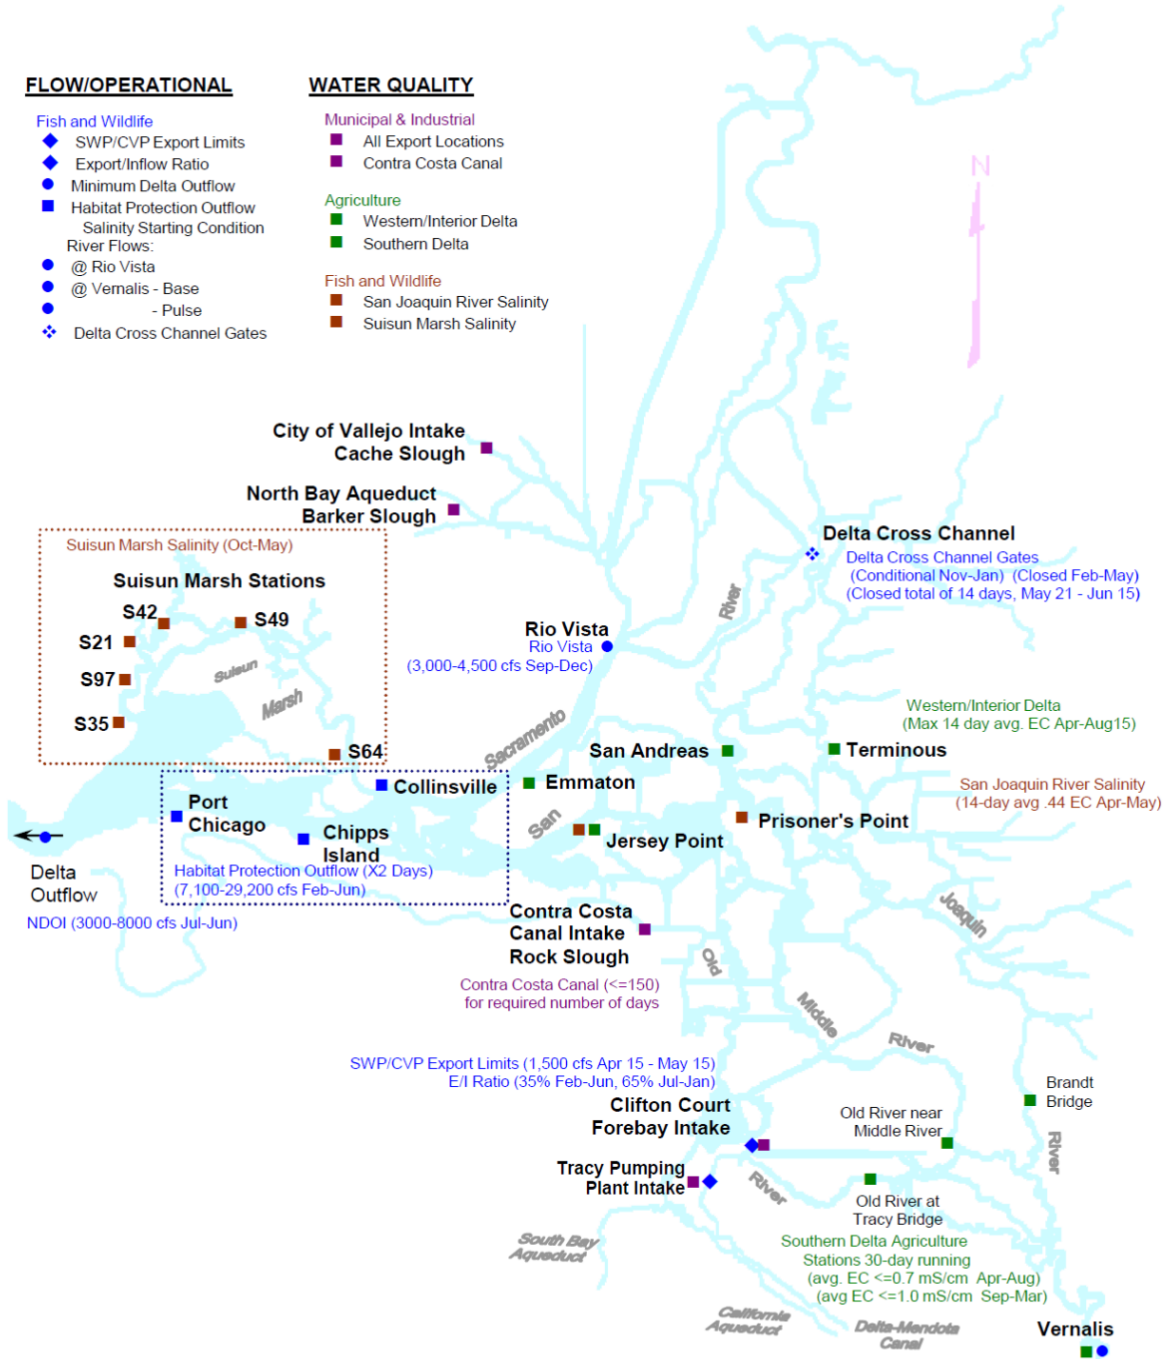 FLOW/OPERATIONAL
Fish and Wildlife
SWP/CVP Export Limits
Export/Inflow Ratio
Minimum Delta Outflow
Habitat Protection Outflow
Salinity Starting Condition
River Flows:
@ Rio Vista
@ Vernalis - Base
- Pulse
Delta Cross Channel Gates
WATER QUALITY
Municipal & Industrial
All Export Locations
Contra Costa Canal
Agriculture
Western/Interior Delta
Southern Delta
Fish and Wildlife
San Joaquin River Salinity
Suisun Marsh Salinity
N
City of Vallejo Intake
Cache Slough
North Bay Aqueduct
Barker Slough
Delta Cross Channel
Delta Cross Channel Gates
(Conditional Nov-Jan) (Closed Feb-May)
(Closed total of 14 days, May 21 - Jun 15)
Suisun Marsh Salinity (Oct-May)
Suisun Marsh Stations
S42
S49
S21
S97
S35
S64
Suisun
Marsh
River
Rio Vista
Rio Vista
(3,000-4,500 cfs Sep-Dec)
Sacramento
Western/Interior Delta
(Max 14 day avg. EC Apr-Aug15)
San Andreas
Terminous
Emmaton
San Joaquin River Salinity
(14-day avg .44 EC Apr-May)
Collinsville
Port
Chicago
Chipps
Island
San
Jersey Point
Prisoner's Point
Habitat Protection Outflow (X2 Days)
(7,100-29,200 cfs Feb-Jun)
Delta
Outflow
NDOI (3000-8000 cfs Jul-Jun)
Joaquin
Contra Costa
Canal Intake
Rock Slough
Old
Contra Costa Canal (<=150)
for required number of days
Middle
River
SWP/CVP Export Limits (1,500 cfs Apr 15 - May 15)
E/I Ratio (35% Feb-Jun, 65% Jul-Jan)
Clifton Court
Forebay Intake
Brandt
Bridge
Old River near
Middle River
River
Tracy Pumping
Plant Intake
River
Old River at
Tracy Bridge
South Bay
Aqueduct
Southern Delta Agriculture
Stations 30-day running
(avg. EC <=0.7 mS/cm Apr-Aug)
(avg EC <=1.0 mS/cm Sep-Mar)
California
Aqueduct
Delta-Mendota
Canal
Vernalis